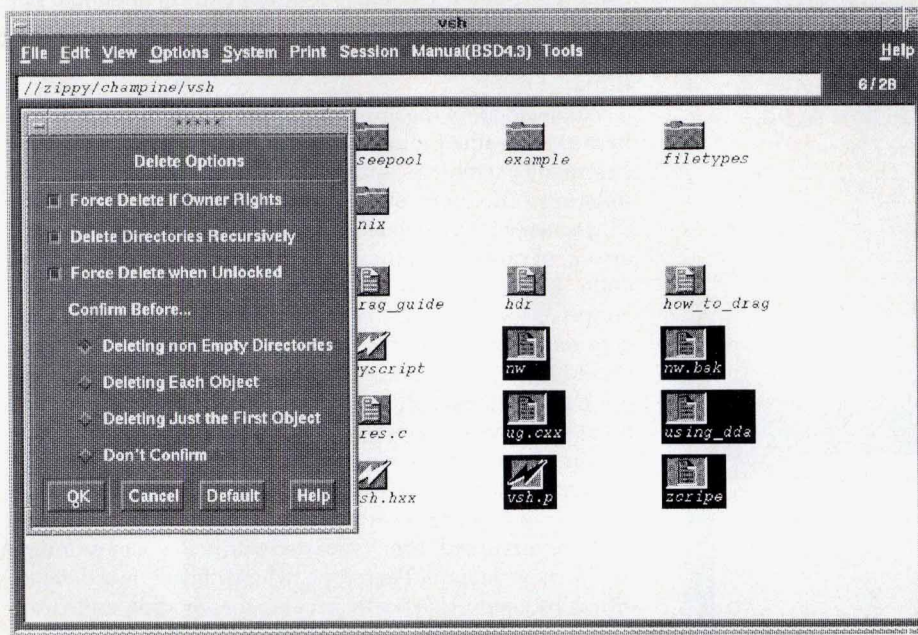 vsh
File Edit View Options System Print Session Manual(BSD4.3) Tools Help
//zippy/champine/vsh 6/28
*****
Delete Options
Force Delete If Owner Rights
Delete Directories Recursively
Force Delete when Unlocked
Confirm Before...
Deleting non Empty Directories
Deleting Each Object
Deleting Just the First Object
Don't Confirm
OK Cancel Default Help
seepool example filetypes
nix
rag_guide hdr how_to_drag
yscript nw nw.bak
res.c ug.cxx using_dda
sh.hxx vsh.p zcripe